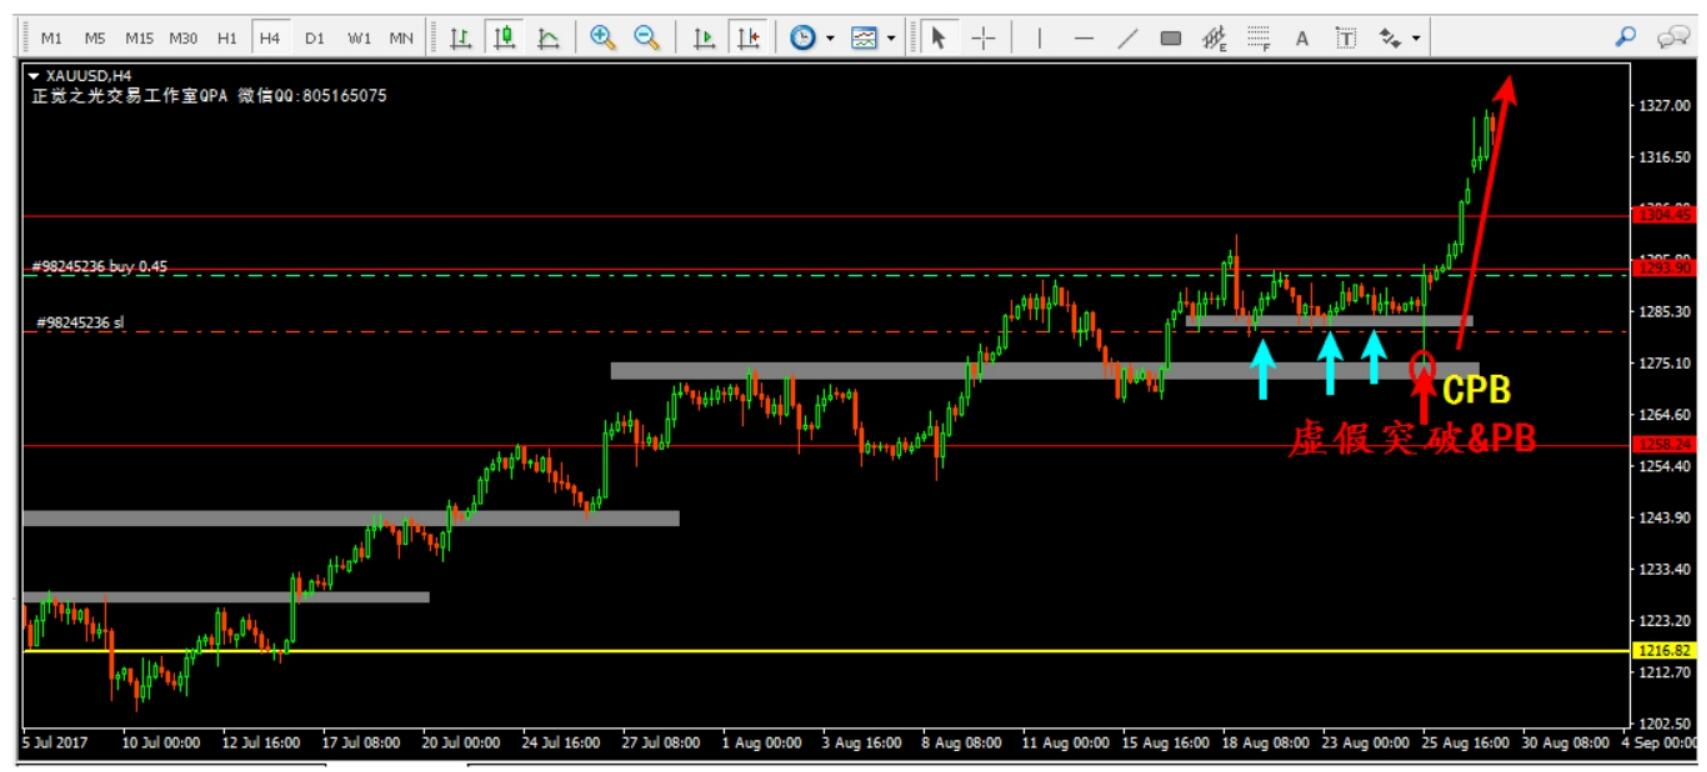 M1 M5 M15 M30 H1 H4 D1 W1 MN E F A T
XAUUSD,H4
正觉之光交易工作室QPA 微信QQ:805165075
1327.00
1316.50
1304.45
#98245236 buy 0.45
1293.90
1285.30
#98245236 sl
1275.10
CPB
1264.60
虚假突破&PB
1258.24
1254.40
1243.90
1233.40
1223.20
1216.82
1212.70
1202.50
5 Jul 2017 10 Jul 00:00 12 Jul 16:00 17 Jul 08:00 20 Jul 00:00 24 Jul 16:00 27 Jul 08:00 1 Aug 00:00 3 Aug 16:00 8 Aug 08:00 11 Aug 00:00 15 Aug 16:00 18 Aug 08:00 23 Aug 00:00 25 Aug 16:00 30 Aug 08:00 4 Sep 00:00